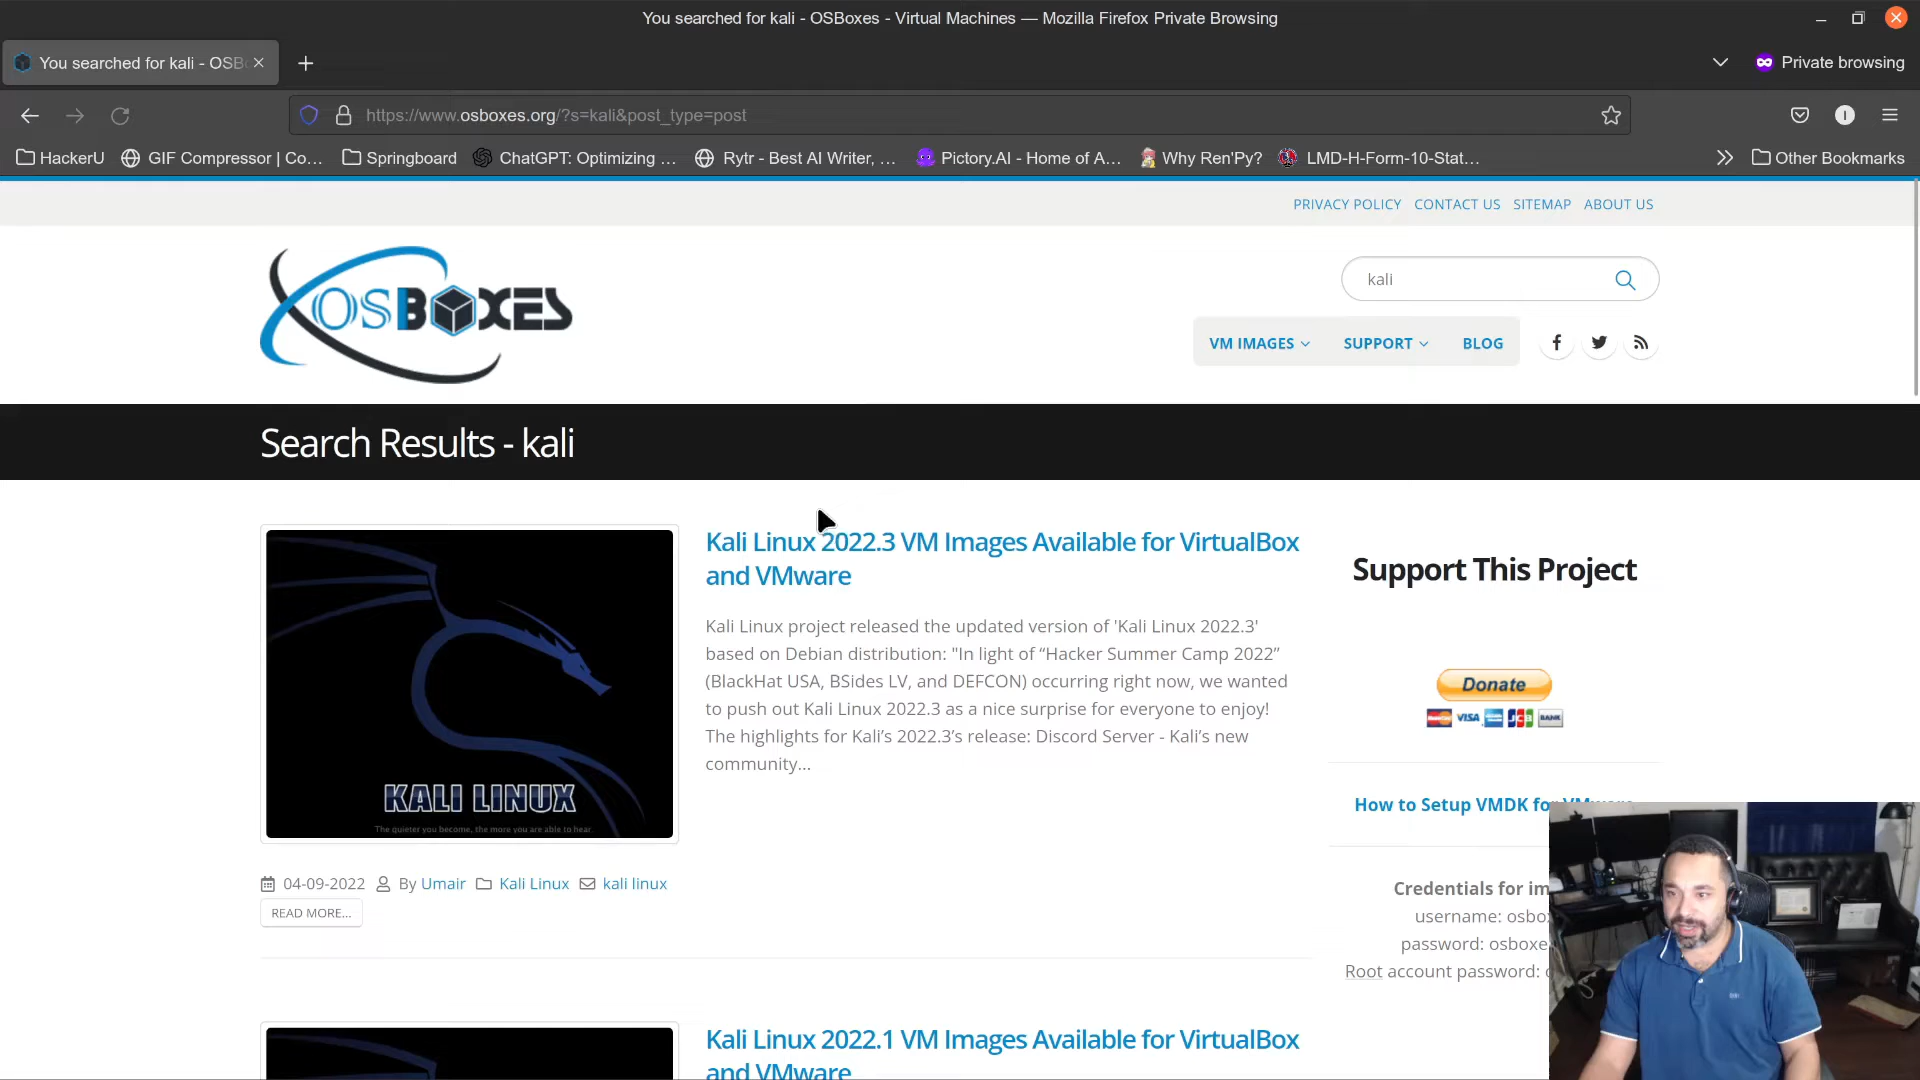 You searched for kali - OSBoxes - Virtual Machines — Mozilla Firefox Private Browsing
You searched for kali - OSB
Private browsing
https://www.osboxes.org/?s=kali&post_type=post
HackerU
GIF Compressor | Co...
Springboard
ChatGPT: Optimizing ...
Rytr - Best AI Writer, ...
Pictory.AI - Home of A...
Why Ren'Py?
LMD-H-Form-10-Stat...
Other Bookmarks
PRIVACY POLICY CONTACT US SITEMAP ABOUT US
OSBOXES
kali
VM IMAGES SUPPORT BLOG
Search Results - kali
Kali Linux 2022.3 VM Images Available for VirtualBox
and VMware
Kali Linux project released the updated version of 'Kali Linux 2022.3'
based on Debian distribution: "In light of “Hacker Summer Camp 2022”
(BlackHat USA, BSides LV, and DEFCON) occurring right now, we wanted
to push out Kali Linux 2022.3 as a nice surprise for everyone to enjoy!
The highlights for Kali’s 2022.3’s release: Discord Server - Kali’s new
community...
KALI LINUX
The quieter you become, the more you are able to hear.
04-09-2022 By Umair Kali Linux kali linux
READ MORE...
Support This Project
Donate
VISA
JCB
BANK
How to Setup VMDK for VMware
Credentials for im
username: osbo
password: osboxe
Root account password:
Kali Linux 2022.1 VM Images Available for VirtualBox
and VMware